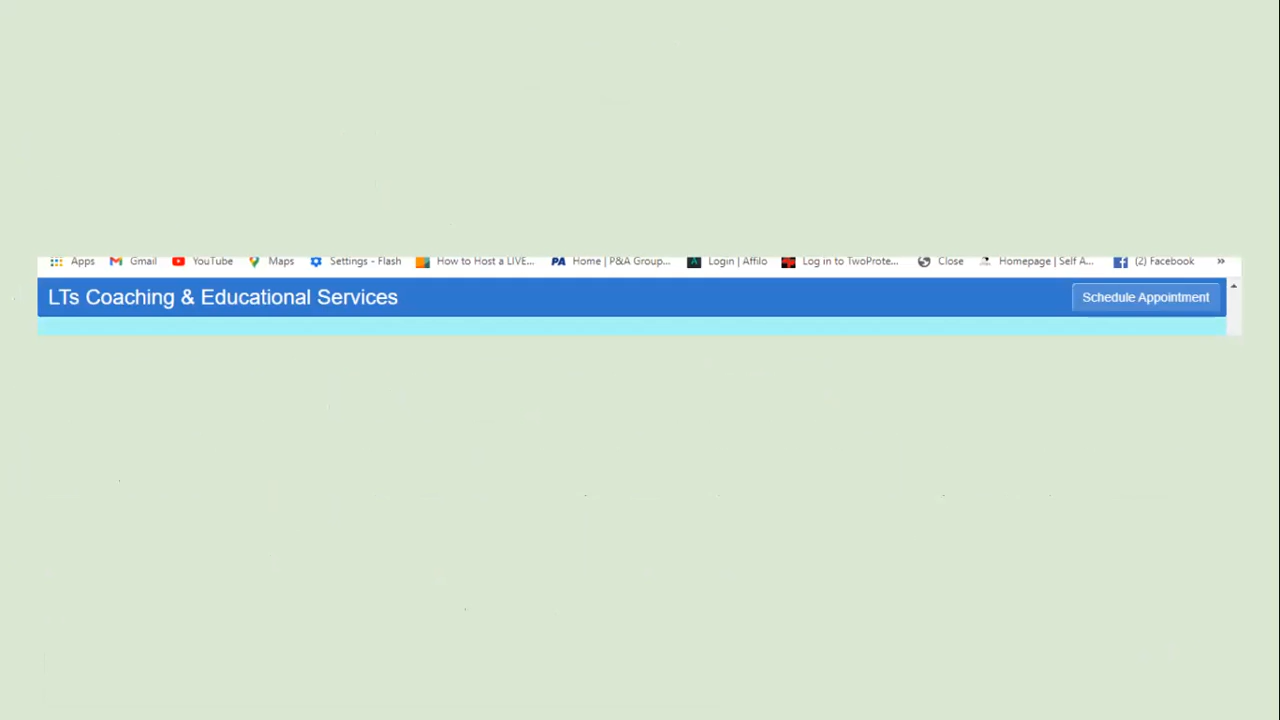 Apps Gmail YouTube Maps Settings - Flash How to Host a LIVE... PA Home | P&A Group... Login | Affilo Log in to TwoProte... Close Homepage | Self A... (2) Facebook »
LTs Coaching & Educational Services Schedule Appointment